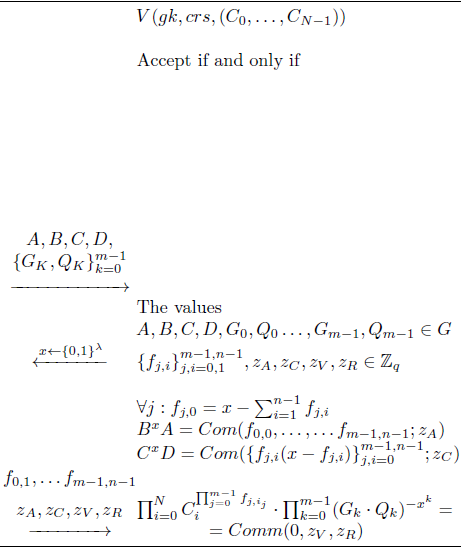 V(gk, crs, (C_0, . . . , C_{N−1}))
Accept if and only if
A, B, C, D,
{G_K, Q_K}_{k=0}^{m−1}
The values
A, B, C, D, G_0, Q_0 . . . , G_{m−1}, Q_{m−1} ∈ G
x←{0,1}^λ
{f_{j,i}}_{j,i=0,1}^{m−1,n−1}, z_A, z_C, z_V, z_R ∈ ℤ_q
∀j : f_{j,0} = x − ∑_{i=1}^{n−1} f_{j,i}
B^x A = Com(f_{0,0}, . . . , . . . f_{m−1,n−1}; z_A)
C^x D = Com({f_{j,i}(x − f_{j,i})}_{j,i=0}^{m−1,n−1}; z_C)
f_{0,1}, . . . f_{m−1,n−1}
z_A, z_C, z_V, z_R ∏_{i=0}^{N} C_i^{∏_{j=0}^{m−1} f_{j,i_j}} · ∏_{k=0}^{m−1} (G_k · Q_k)^{−x^k} =
= Comm(0, z_V, z_R)